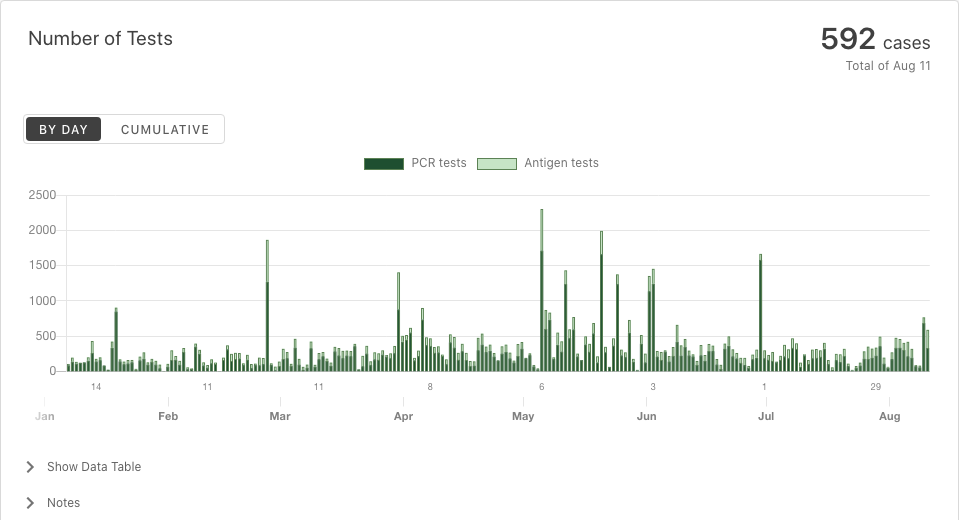 Number of Tests
592 cases
Total of Aug 11
BY DAY
CUMULATIVE
PCR tests
Antigen tests
2500
2000
1500
1000
500
0
14 11 11 8 6 3 1 29
Jan Feb Mar Apr May Jun Jul Aug
Show Data Table
Notes